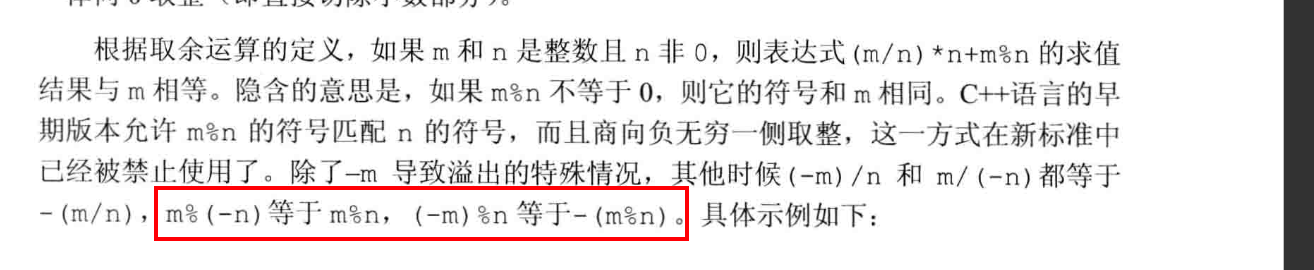 根据取余运算的定义，如果 m 和 n 是整数且 n 非 0，则表达式(m/n)*n+m%n 的求值
结果与 m 相等。隐含的意思是，如果 m%n 不等于 0，则它的符号和 m 相同。C++语言的早
期版本允许 m%n 的符号匹配 n 的符号，而且商向负无穷一侧取整，这一方式在新标准中
已经被禁止使用了。除了–m 导致溢出的特殊情况，其他时候(-m)/n 和 m/(-n)都等于
-(m/n)，m%(-n)等于 m%n，(-m)%n 等于-(m%n)。具体示例如下：